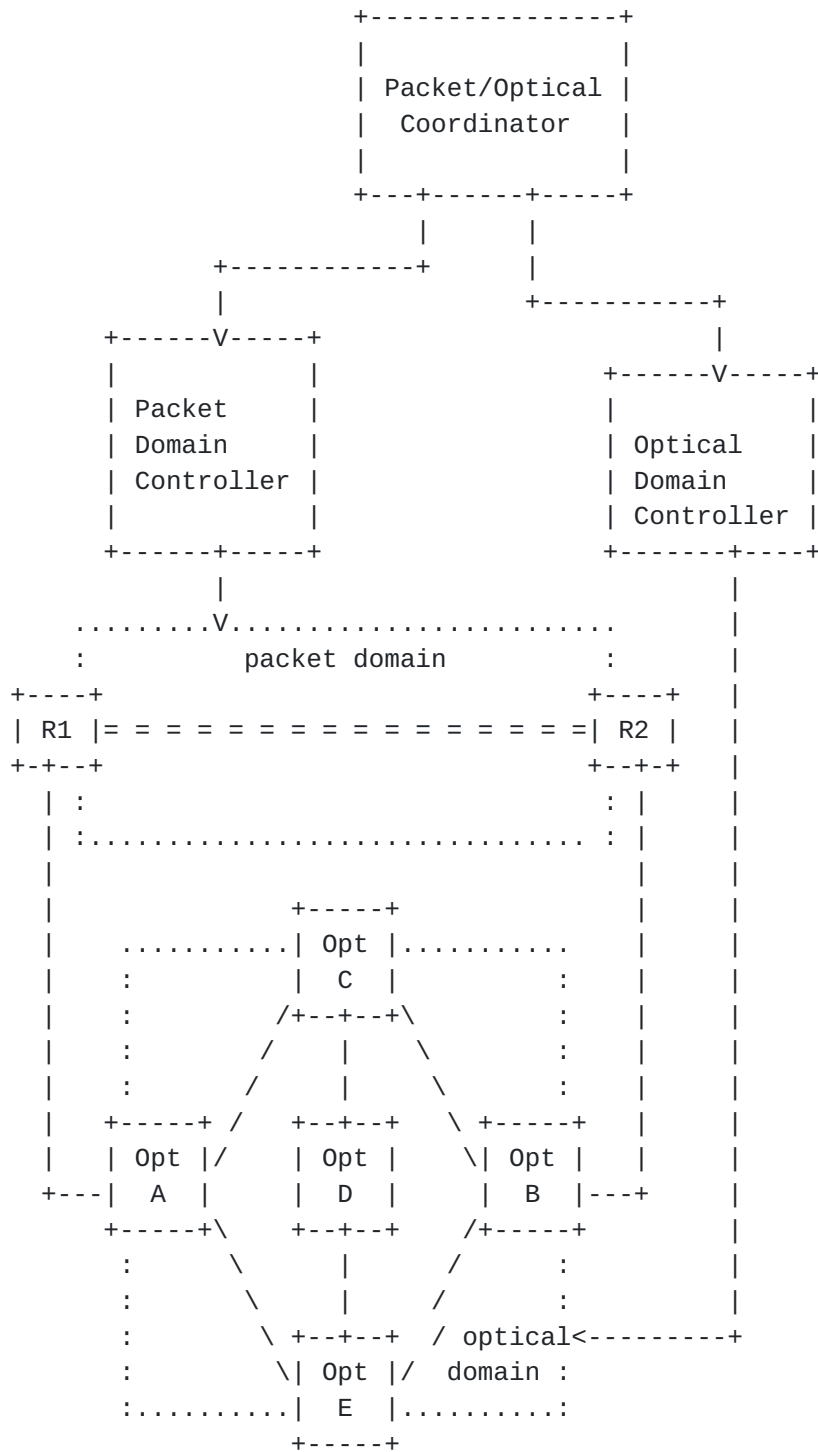 Packet/Optical
Coordinator
Packet
Domain
Controller
Optical
Domain
Controller
packet domain
R1
R2
Opt
C
Opt
A
Opt
D
Opt
B
optical
domain
Opt
E